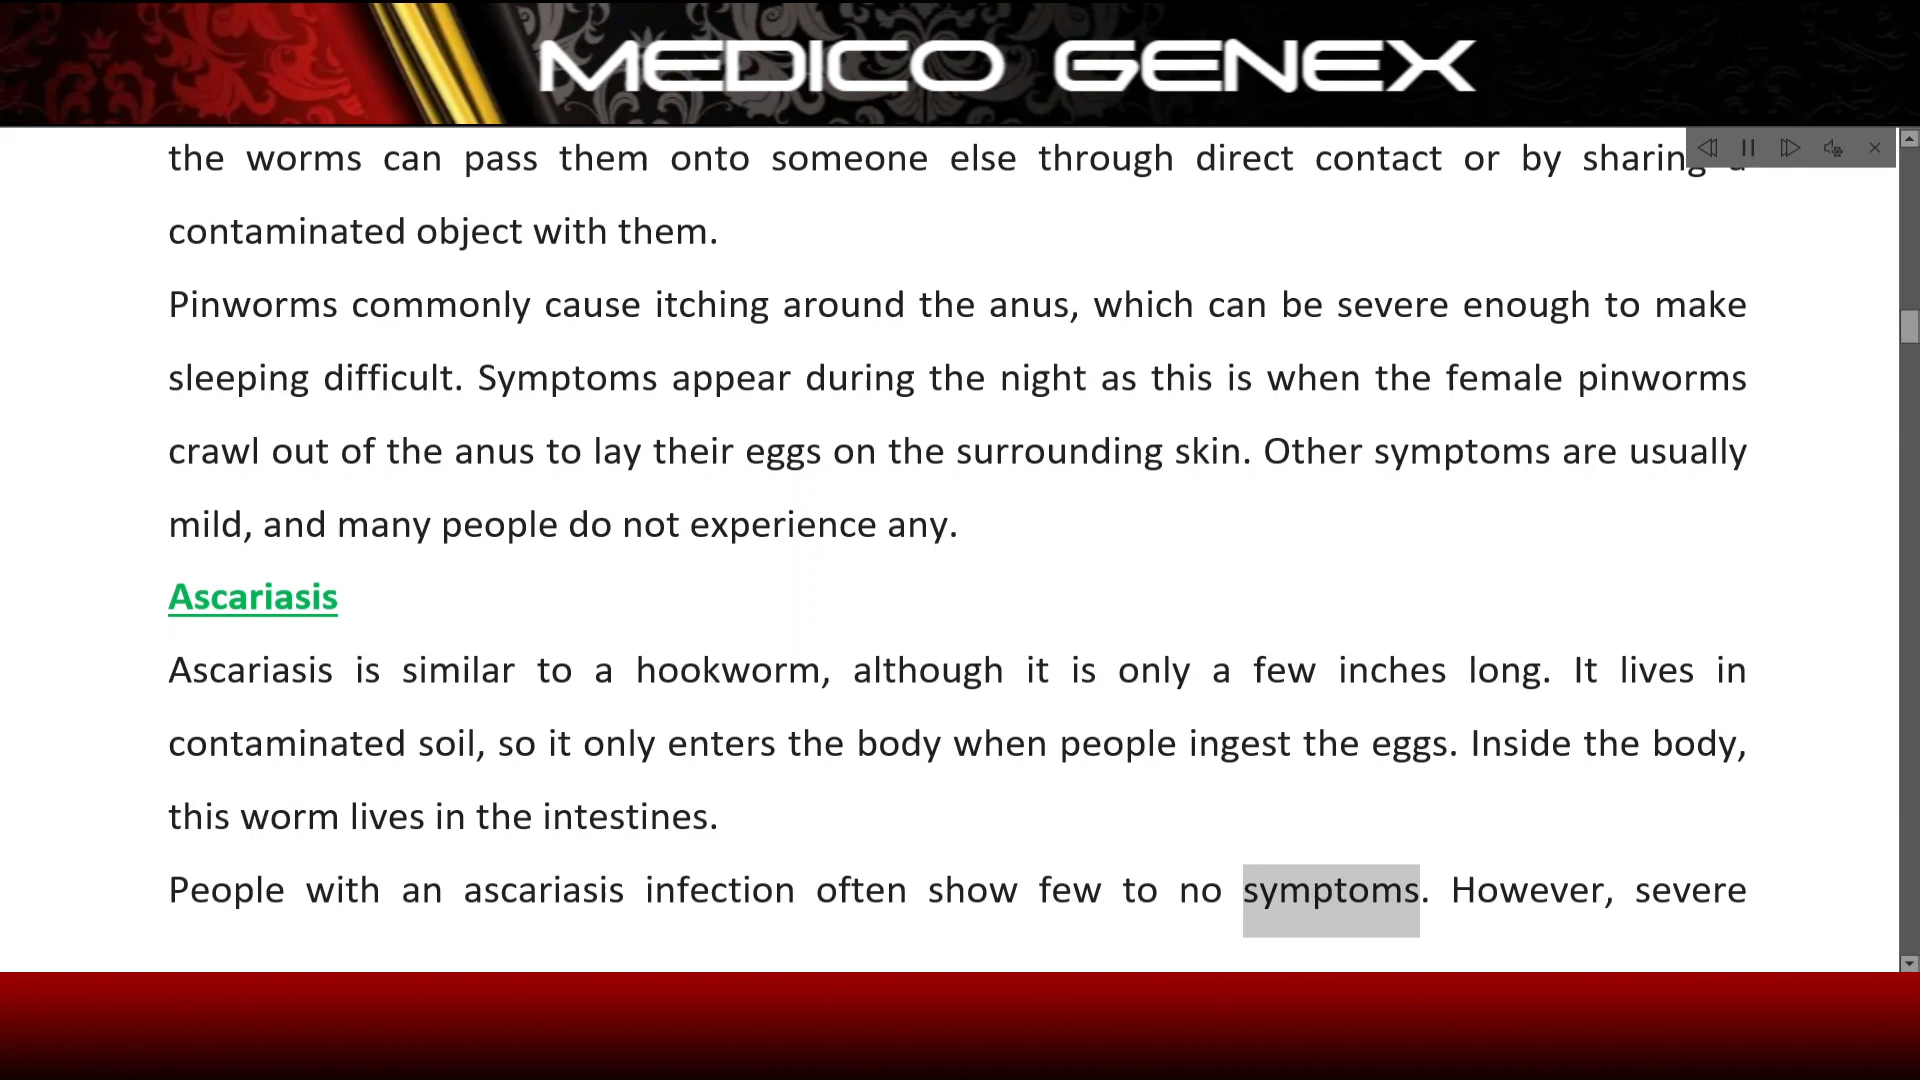 MEDICO GENEX
the worms can pass them onto someone else through direct contact or by sharing
contaminated object with them.
Pinworms commonly cause itching around the anus, which can be severe enough to make
sleeping difficult. Symptoms appear during the night as this is when the female pinworms
crawl out of the anus to lay their eggs on the surrounding skin. Other symptoms are usually
mild, and many people do not experience any.
Ascariasis
Ascariasis is similar to a hookworm, although it is only a few inches long. It lives in
contaminated soil, so it only enters the body when people ingest the eggs. Inside the body,
this worm lives in the intestines.
People with an ascariasis infection often show few to no symptoms. However, severe